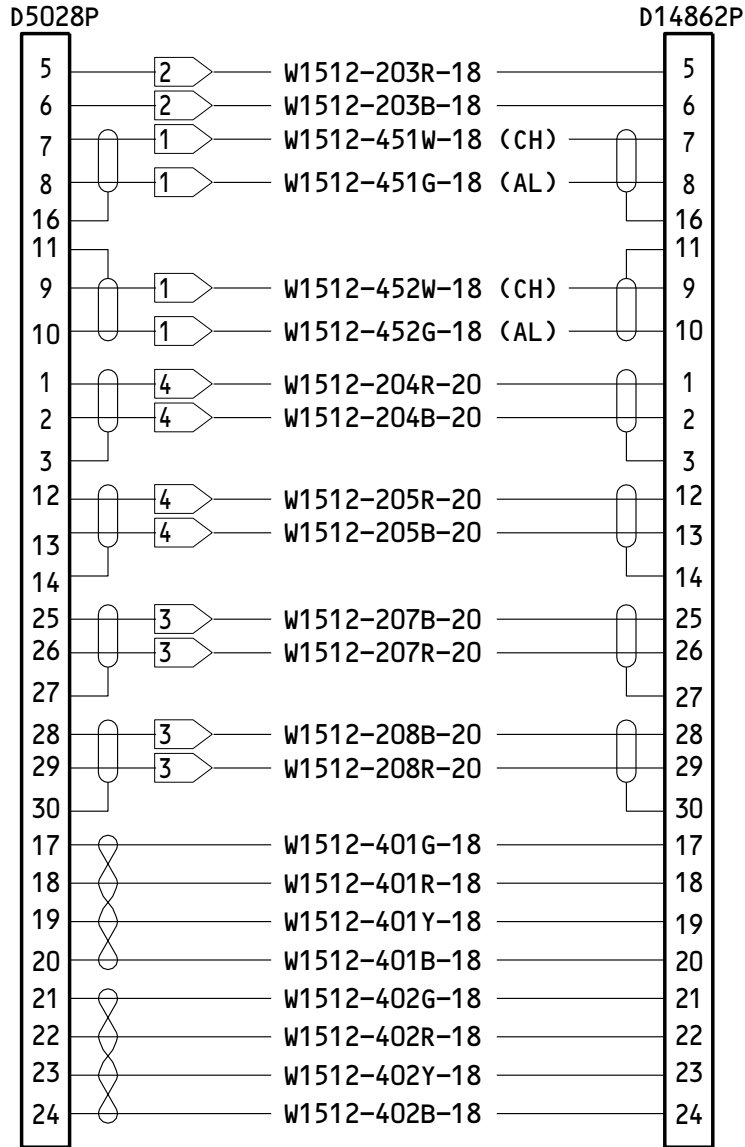 D5028P D14862P
5 2 W1512-203R-18 5
6 2 W1512-203B-18 6
7 1 W1512-451W-18 (CH) 7
8 1 W1512-451G-18 (AL) 8
16 16
11 11
9 1 W1512-452W-18 (CH) 9
10 1 W1512-452G-18 (AL) 10
1 4 W1512-204R-20 1
2 4 W1512-204B-20 2
3 3
12 4 W1512-205R-20 12
13 4 W1512-205B-20 13
14 14
25 3 W1512-207B-20 25
26 3 W1512-207R-20 26
27 27
28 3 W1512-208B-20 28
29 3 W1512-208R-20 29
30 30
17 W1512-401G-18 17
18 W1512-401R-18 18
19 W1512-401Y-18 19
20 W1512-401B-18 20
21 W1512-402G-18 21
22 W1512-402R-18 22
23 W1512-402Y-18 23
24 W1512-402B-18 24